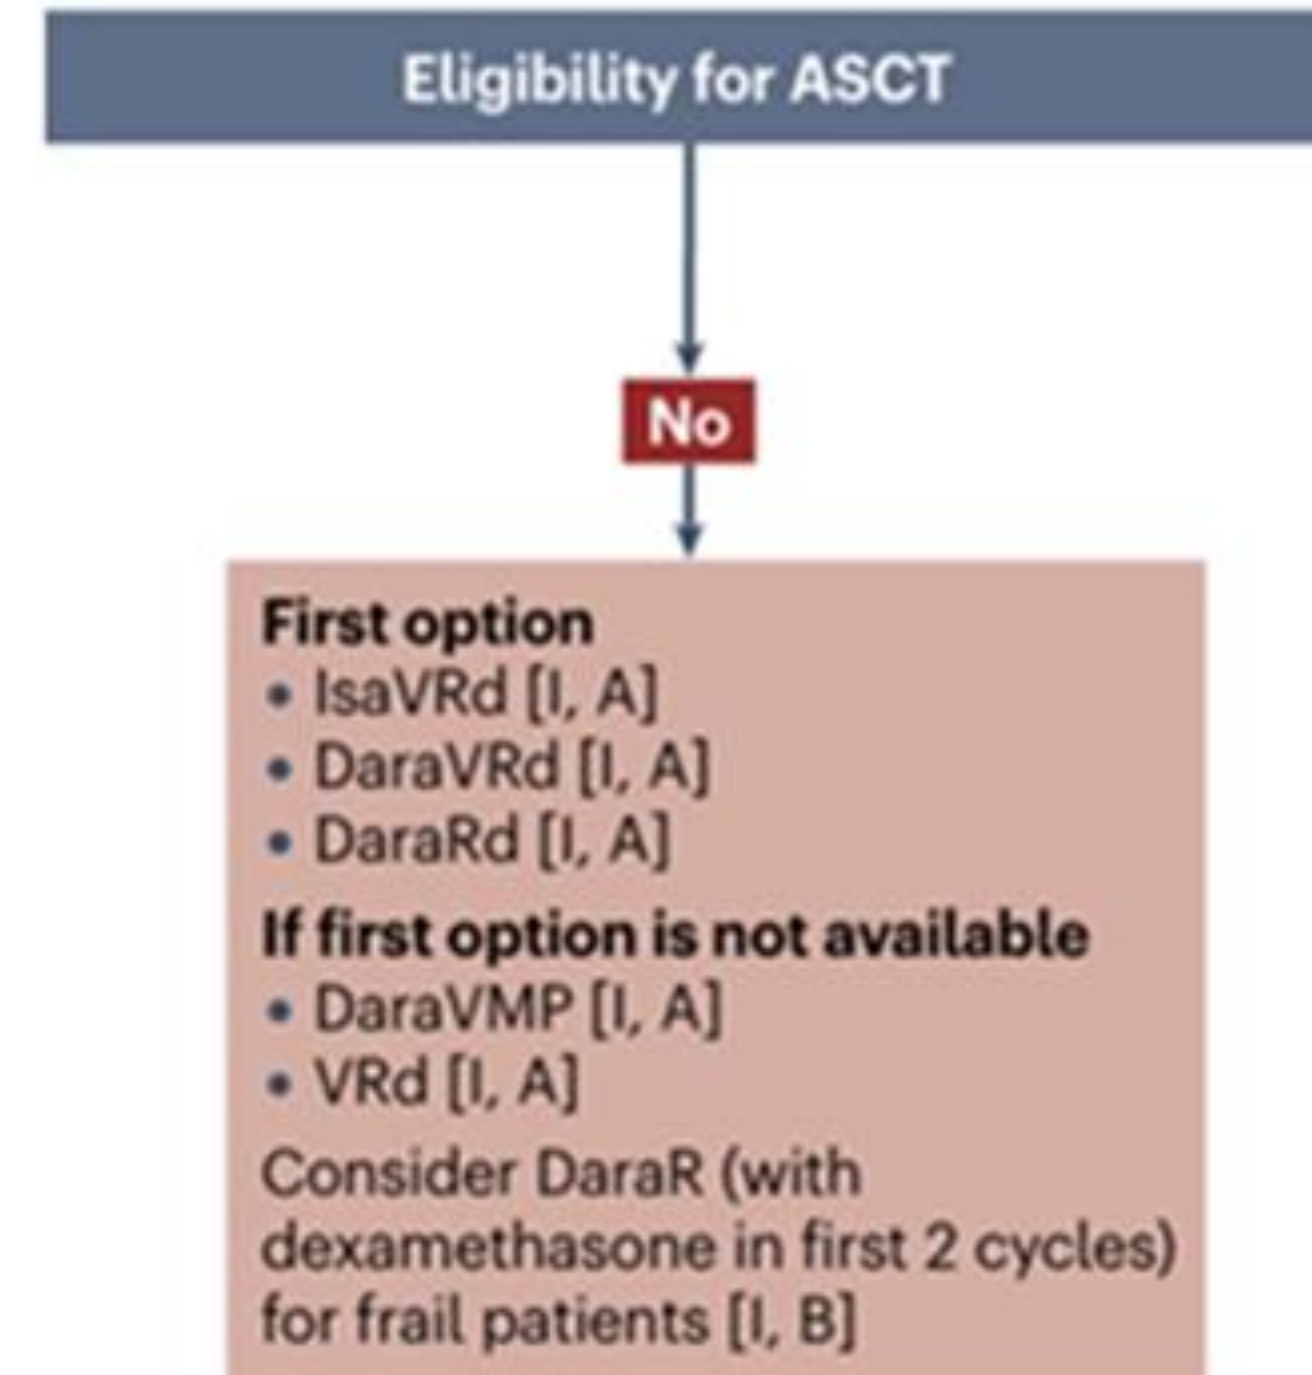 Eligibility for ASCT
No
First option
• IsaVRd [I, A]
• DaraVRd [I, A]
• DaraRd [I, A]
If first option is not available
• DaraVMP [I, A]
• VRd [I, A]
Consider DaraR (with
dexamethasone in first 2 cycles)
for frail patients [I, B]